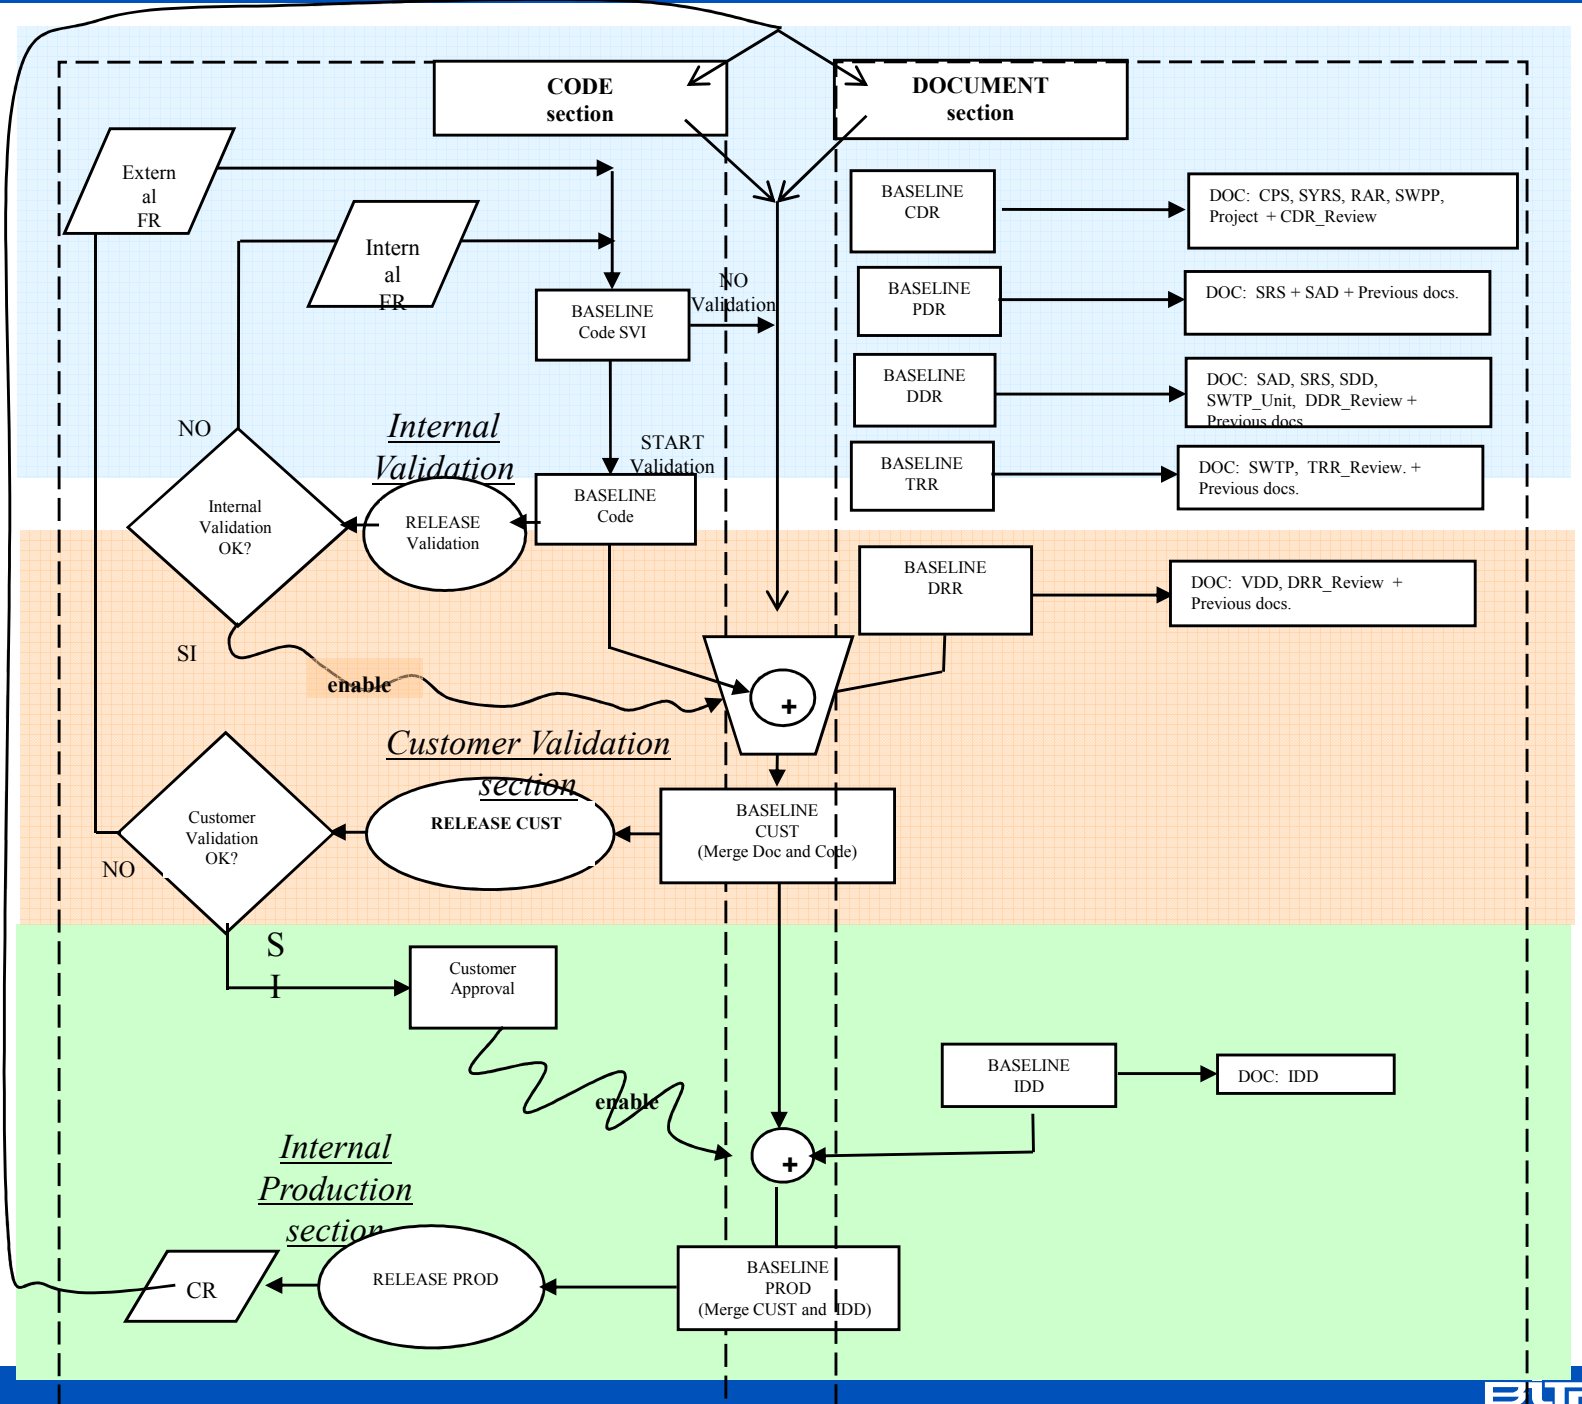 CODE
section
DOCUMENT
section
Extern
al
FR
Intern
al
FR
BASELINE
CDR
DOC: CPS, SYRS, RAR, SWPP,
Project + CDR_Review
NO
Validation
BASELINE
Code SVI
BASELINE
PDR
DOC: SRS + SAD + Previous docs.
BASELINE
DDR
DOC: SAD, SRS, SDD,
SWTP_Unit, DDR_Review +
Previous docs
NO
Internal
Validation
START
Validation
BASELINE
TRR
DOC: SWTP, TRR_Review. +
Previous docs.
Internal
Validation
OK?
RELEASE
Validation
BASELINE
Code
BASELINE
DRR
DOC: VDD, DRR_Review +
Previous docs.
SI
enable
+
Customer Validation
section
Customer
Validation
OK?
RELEASE CUST
BASELINE
CUST
(Merge Doc and Code)
NO
S
I
Customer
Approval
BASELINE
IDD
DOC: IDD
enable
+
Internal
Production
section
CR
RELEASE PROD
BASELINE
PROD
(Merge CUST and IDD)